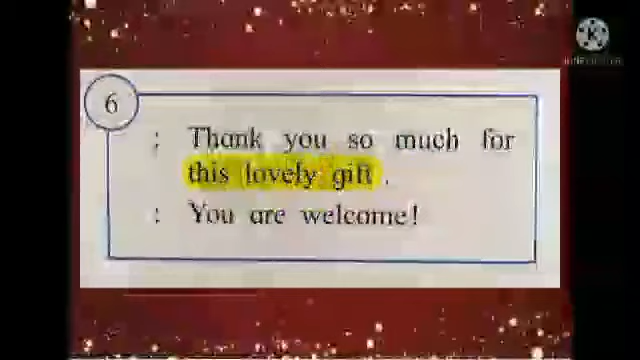 6
: Thank you so much for
this lovely gift .
: You are welcome!